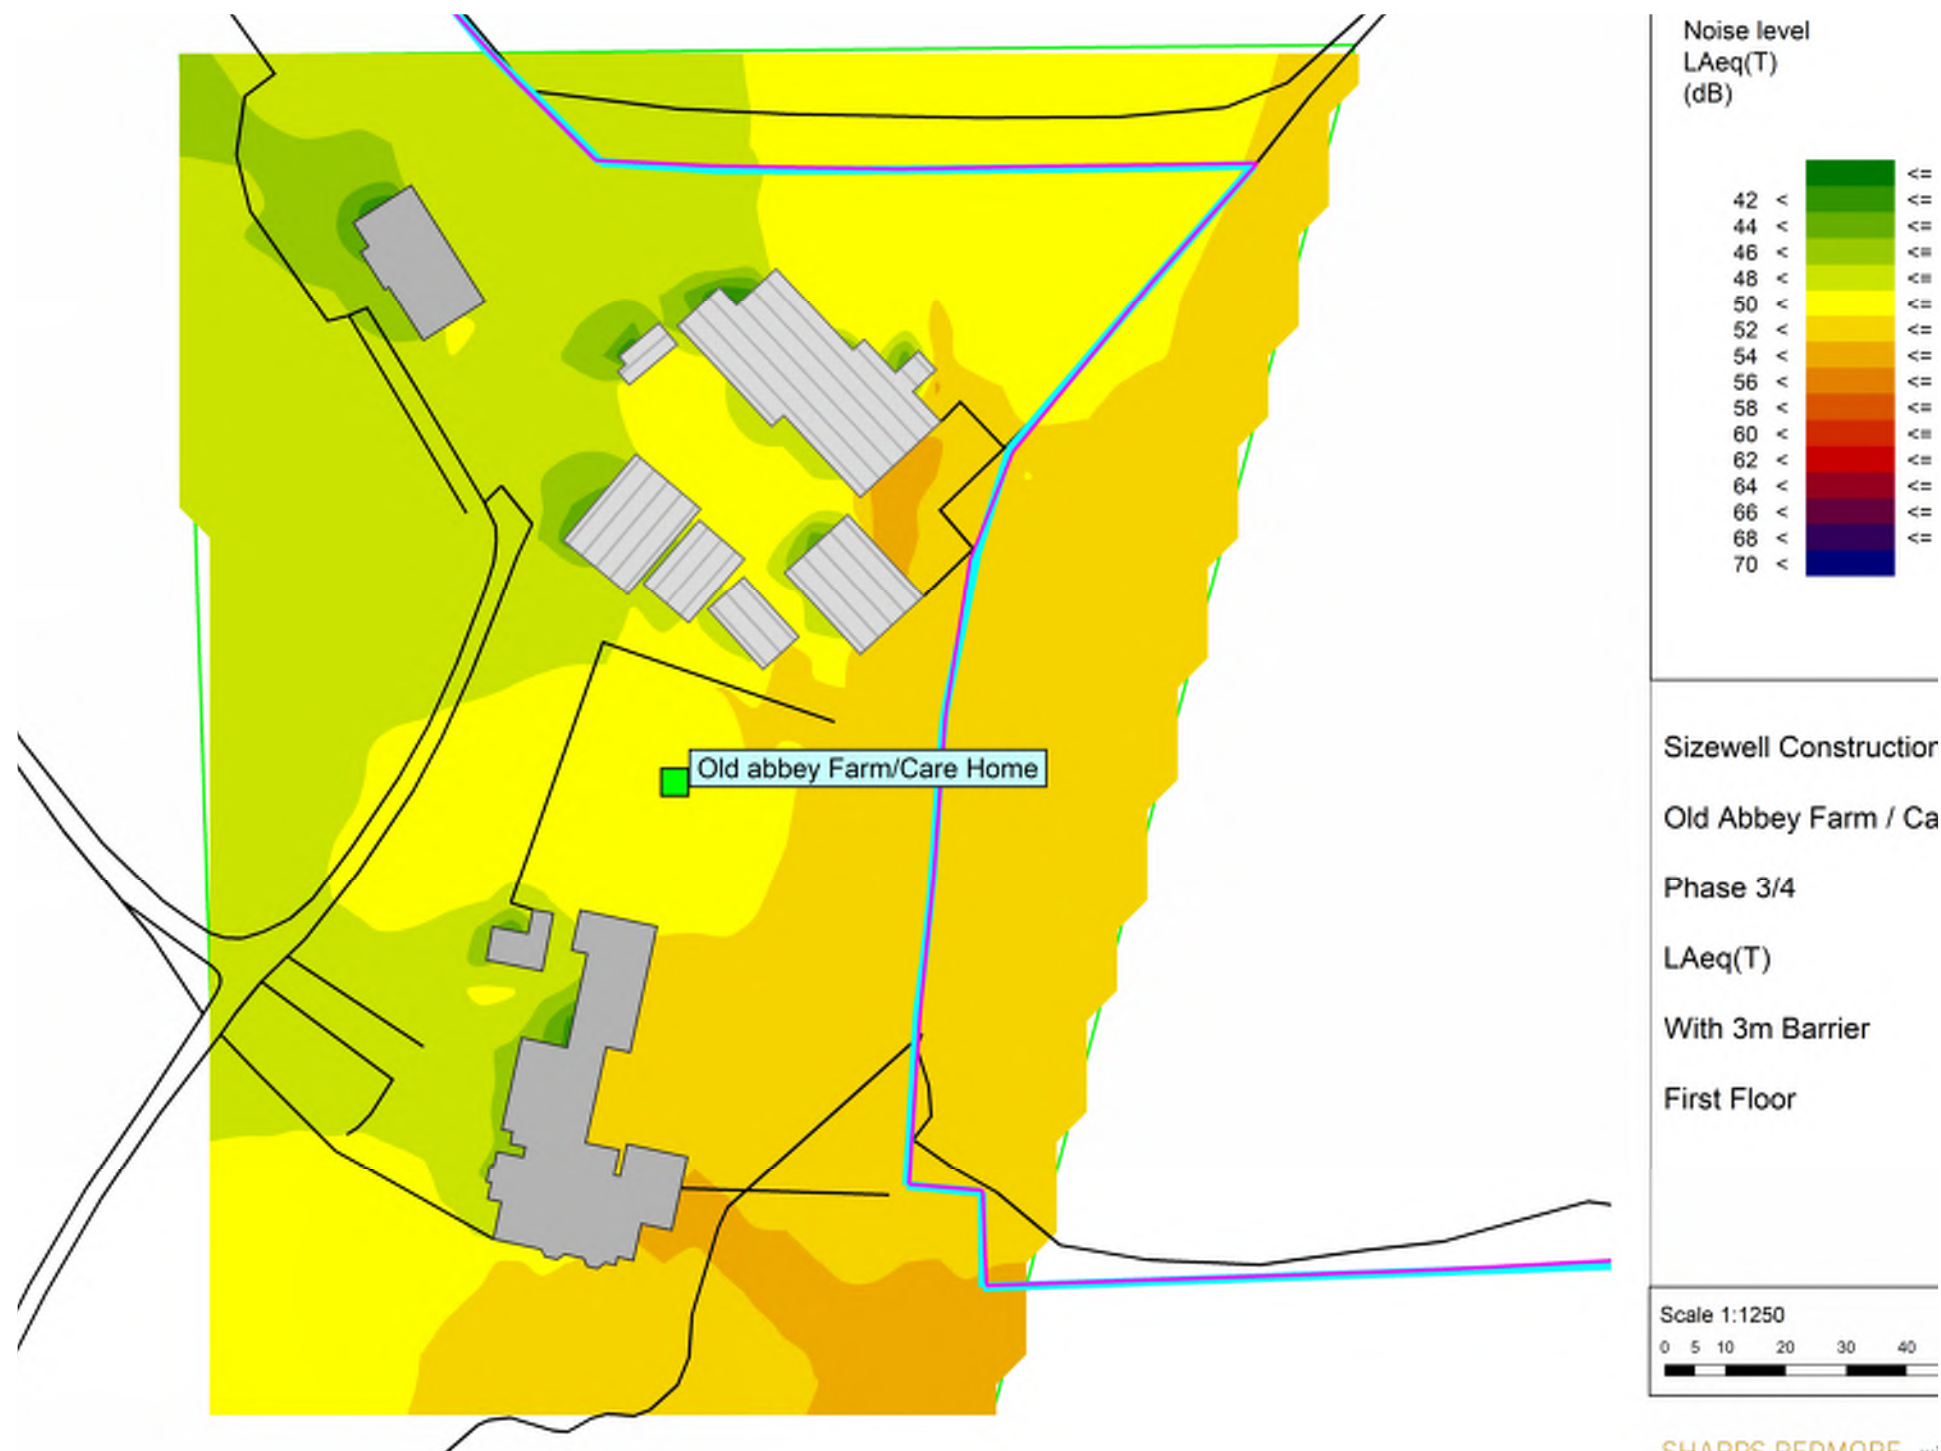 Noise level
LAeq(T)
(dB)
<=
42 < <=
44 < <=
46 < <=
48 < <=
50 < <=
52 < <=
54 < <=
56 < <=
58 < <=
60 < <=
62 < <=
64 < <=
66 < <=
68 < <=
70 <
Old abbey Farm/Care Home
Sizewell Construction
Old Abbey Farm / Ca
Phase 3/4
LAeq(T)
With 3m Barrier
First Floor
Scale 1:1250
0 5 10 20 30 40
SHARPS REDMORE